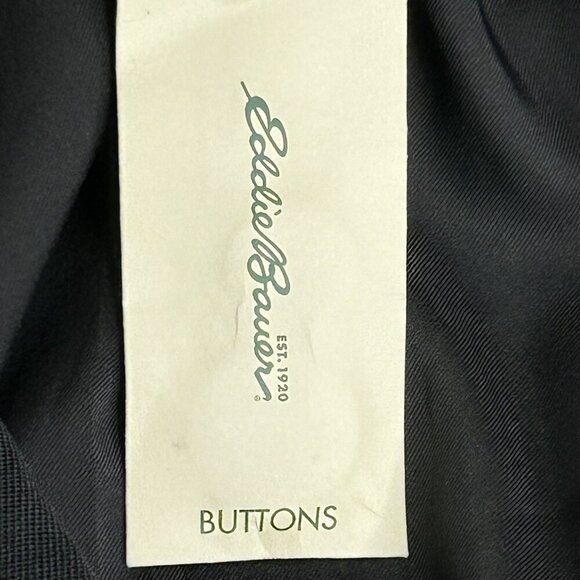 Eddie Bauer
EST. 1920
®
BUTTONS